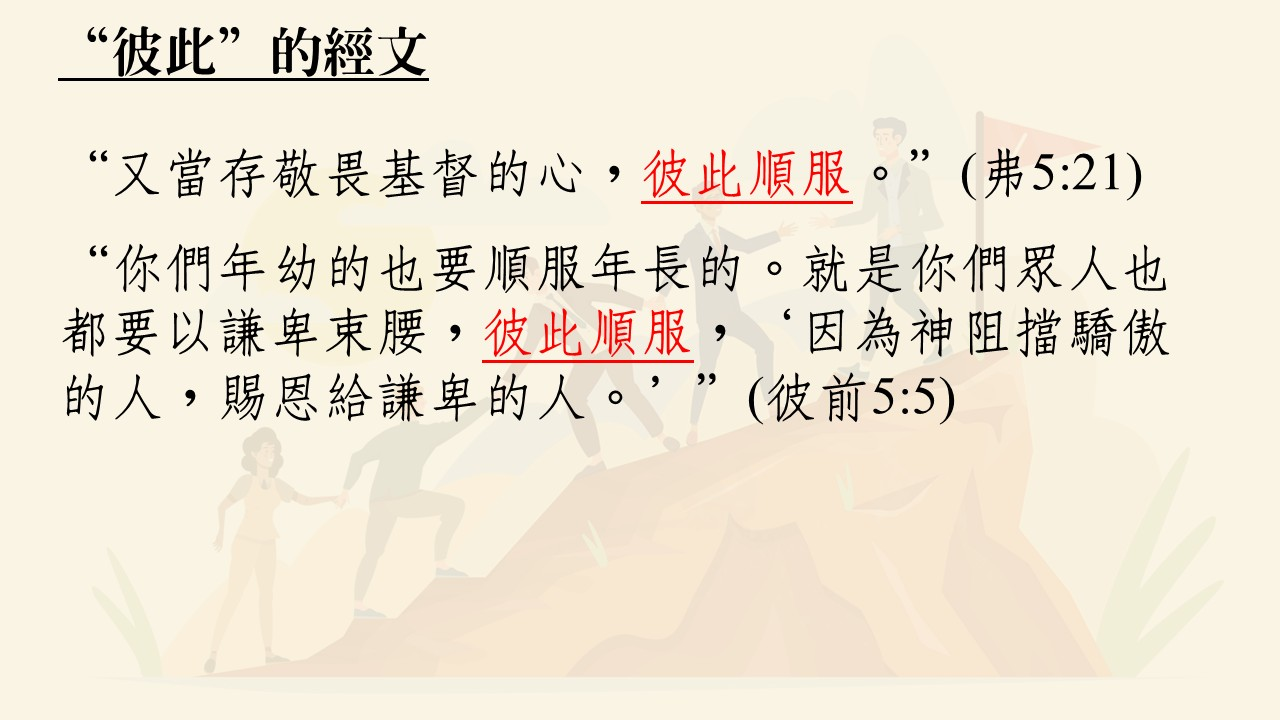 “彼此”的經文
“又當存敬畏基督的心，彼此順服。”(弗5:21)
“你們年幼的也要順服年長的。就是你們眾人也
都要以謙卑束腰，彼此順服，‘因為神阻擋驕傲
的人，賜恩給謙卑的人。’”(彼前5:5)